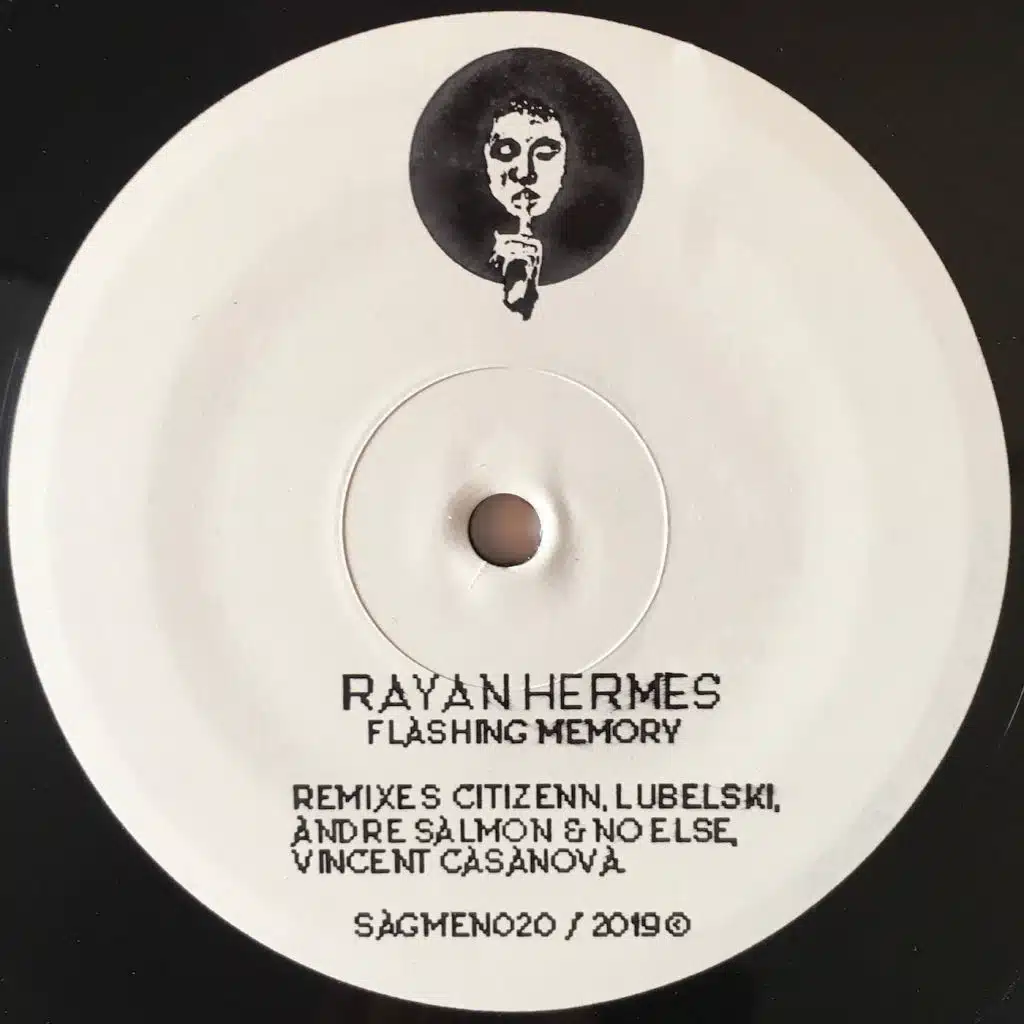 RAYAN HERMES
FLASHING MEMORY
REMIXES CITIZENN, LUBELSKI,
ANDRE SALMON & NO ELSE,
VINCENT CASANOVA.
SAGMEN020 / 2019©